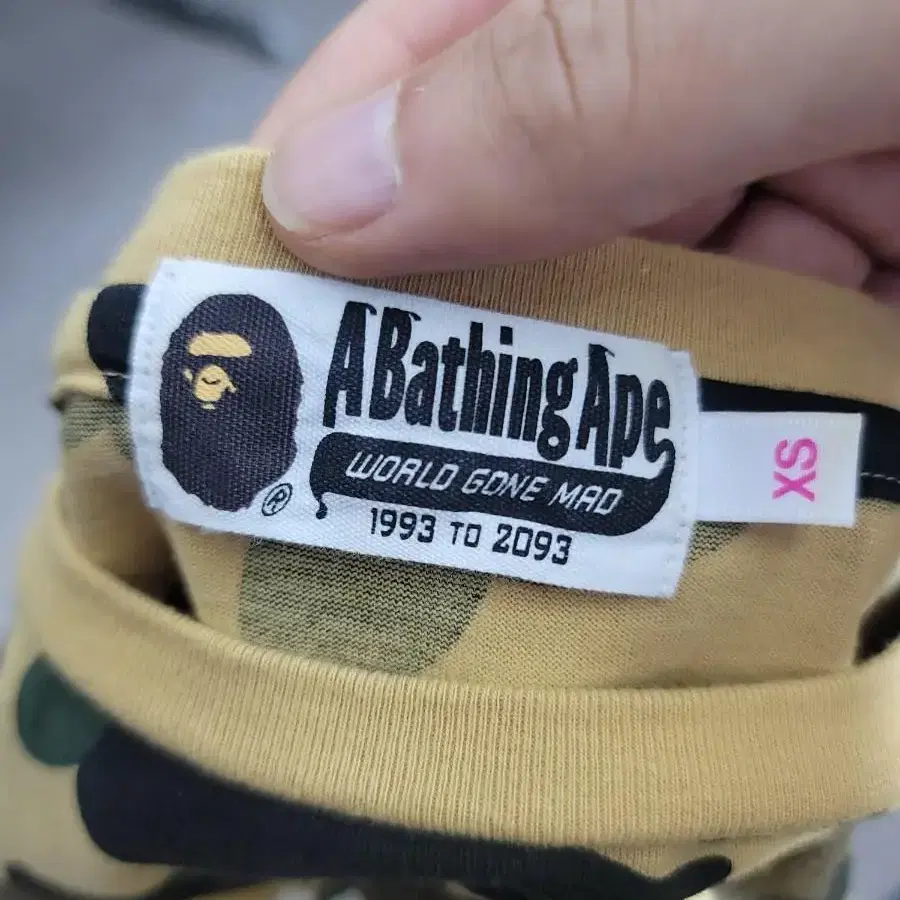 A Bathing Ape
WORLD GONE MAD
1993 TO 2093
®
XS